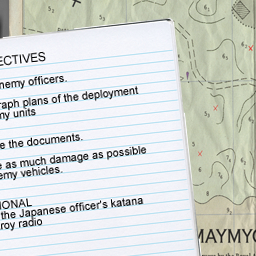 ECTIVES
nemy officers.
raph plans of the deployment
my units
e the documents.
e as much damage as possible
emy vehicles.
IONAL
the Japanese officer's katana
roy radio
MAYMYO